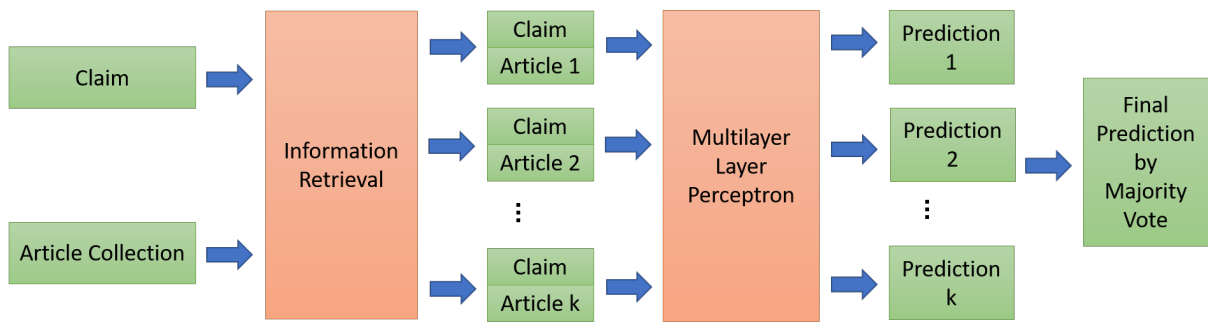 Claim
Article Collection
Information
Retrieval
Claim
Article 1
Claim
Article 2
⋮
Claim
Article k
Multilayer
Layer
Perceptron
Prediction
1
Prediction
2
⋮
Prediction
k
Final
Prediction
by
Majority
Vote